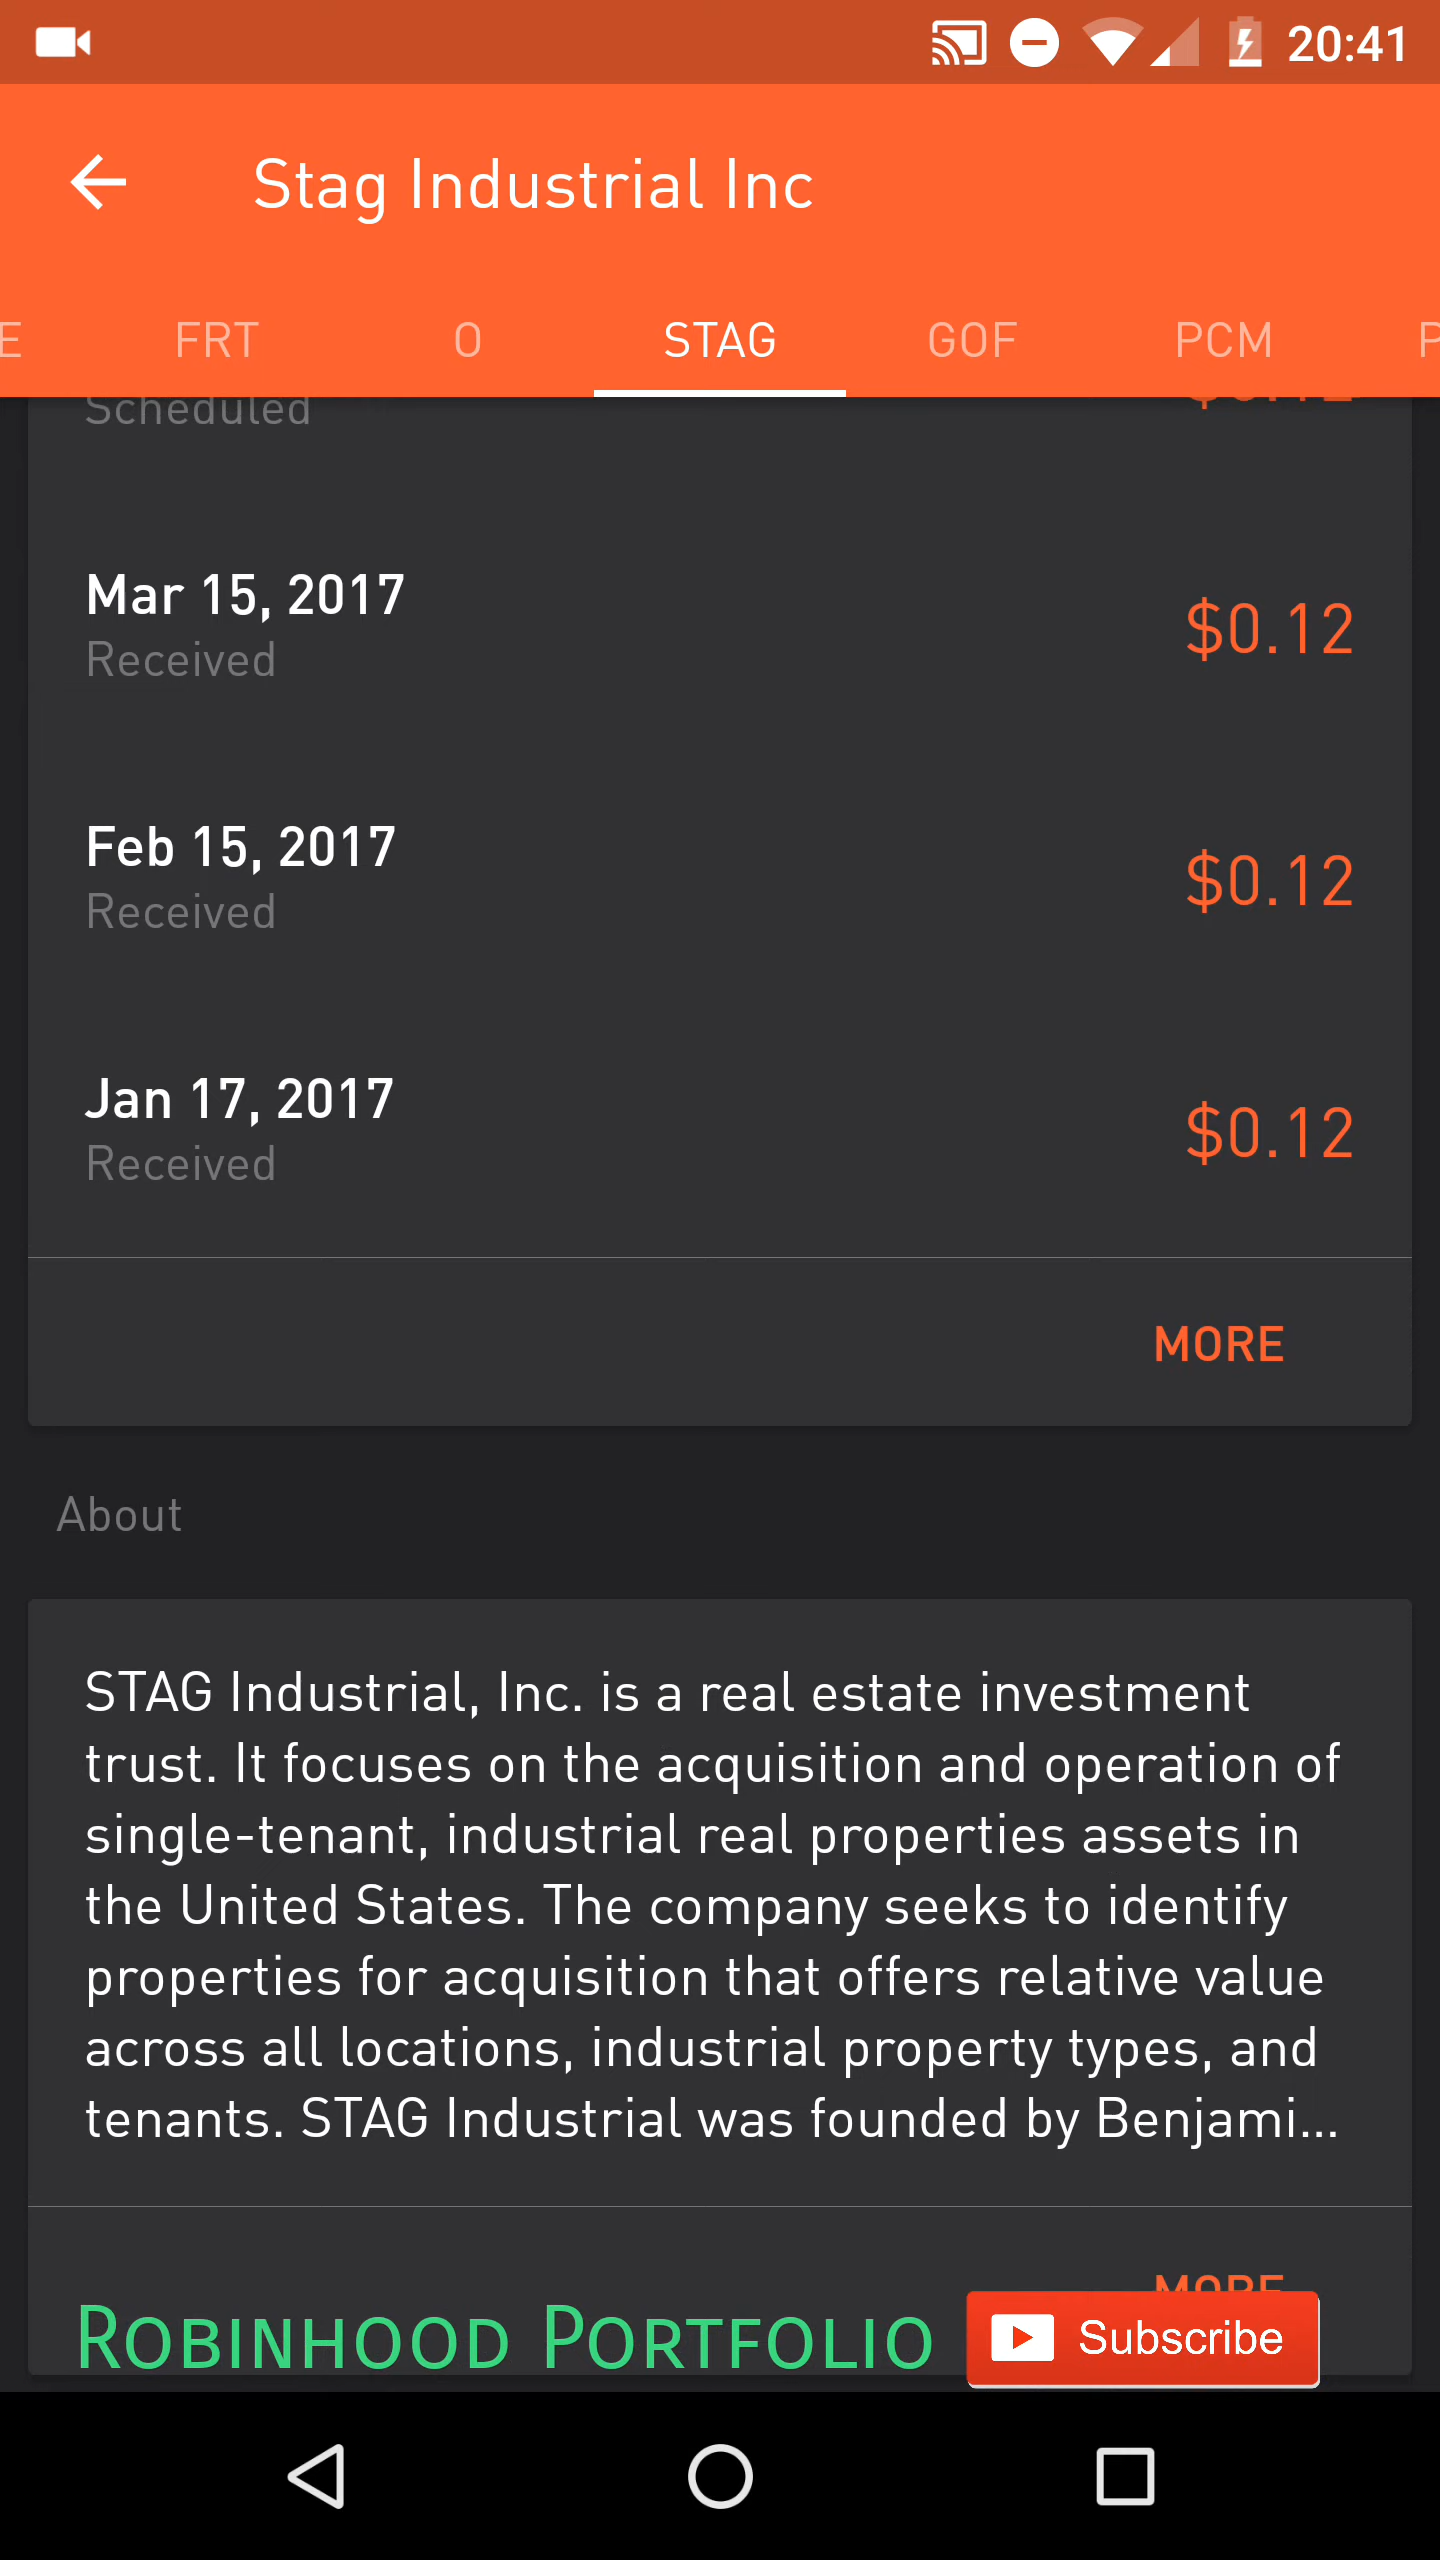 20:41
Stag Industrial Inc
E FRT O STAG GOF PCM P
Scheduled $0.12
Mar 15, 2017
Received
$0.12
Feb 15, 2017
Received
$0.12
Jan 17, 2017
Received
$0.12
MORE
About
STAG Industrial, Inc. is a real estate investment
trust. It focuses on the acquisition and operation of
single-tenant, industrial real properties assets in
the United States. The company seeks to identify
properties for acquisition that offers relative value
across all locations, industrial property types, and
tenants. STAG Industrial was founded by Benjami...
MORE
ROBINHOOD PORTFOLIO
Subscribe